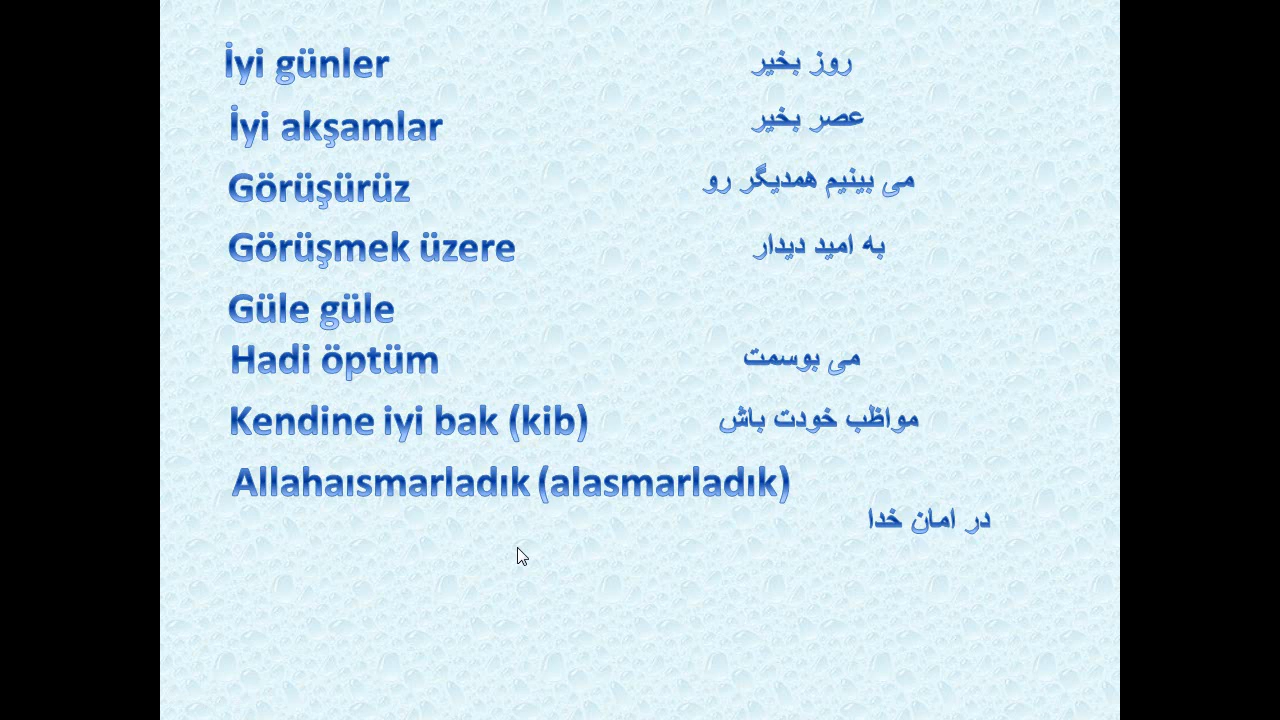 İyi günler روز بخیر
İyi akşamlar عصر بخیر
Görüşürüz می بینیم همدیگر رو
Görüşmek üzere به امید دیدار
Güle güle
Hadi öptüm می بوسمت
Kendine iyi bak (kib) مواظب خودت باش
Allahaısmarladık (alasmarladık)
در امان خدا